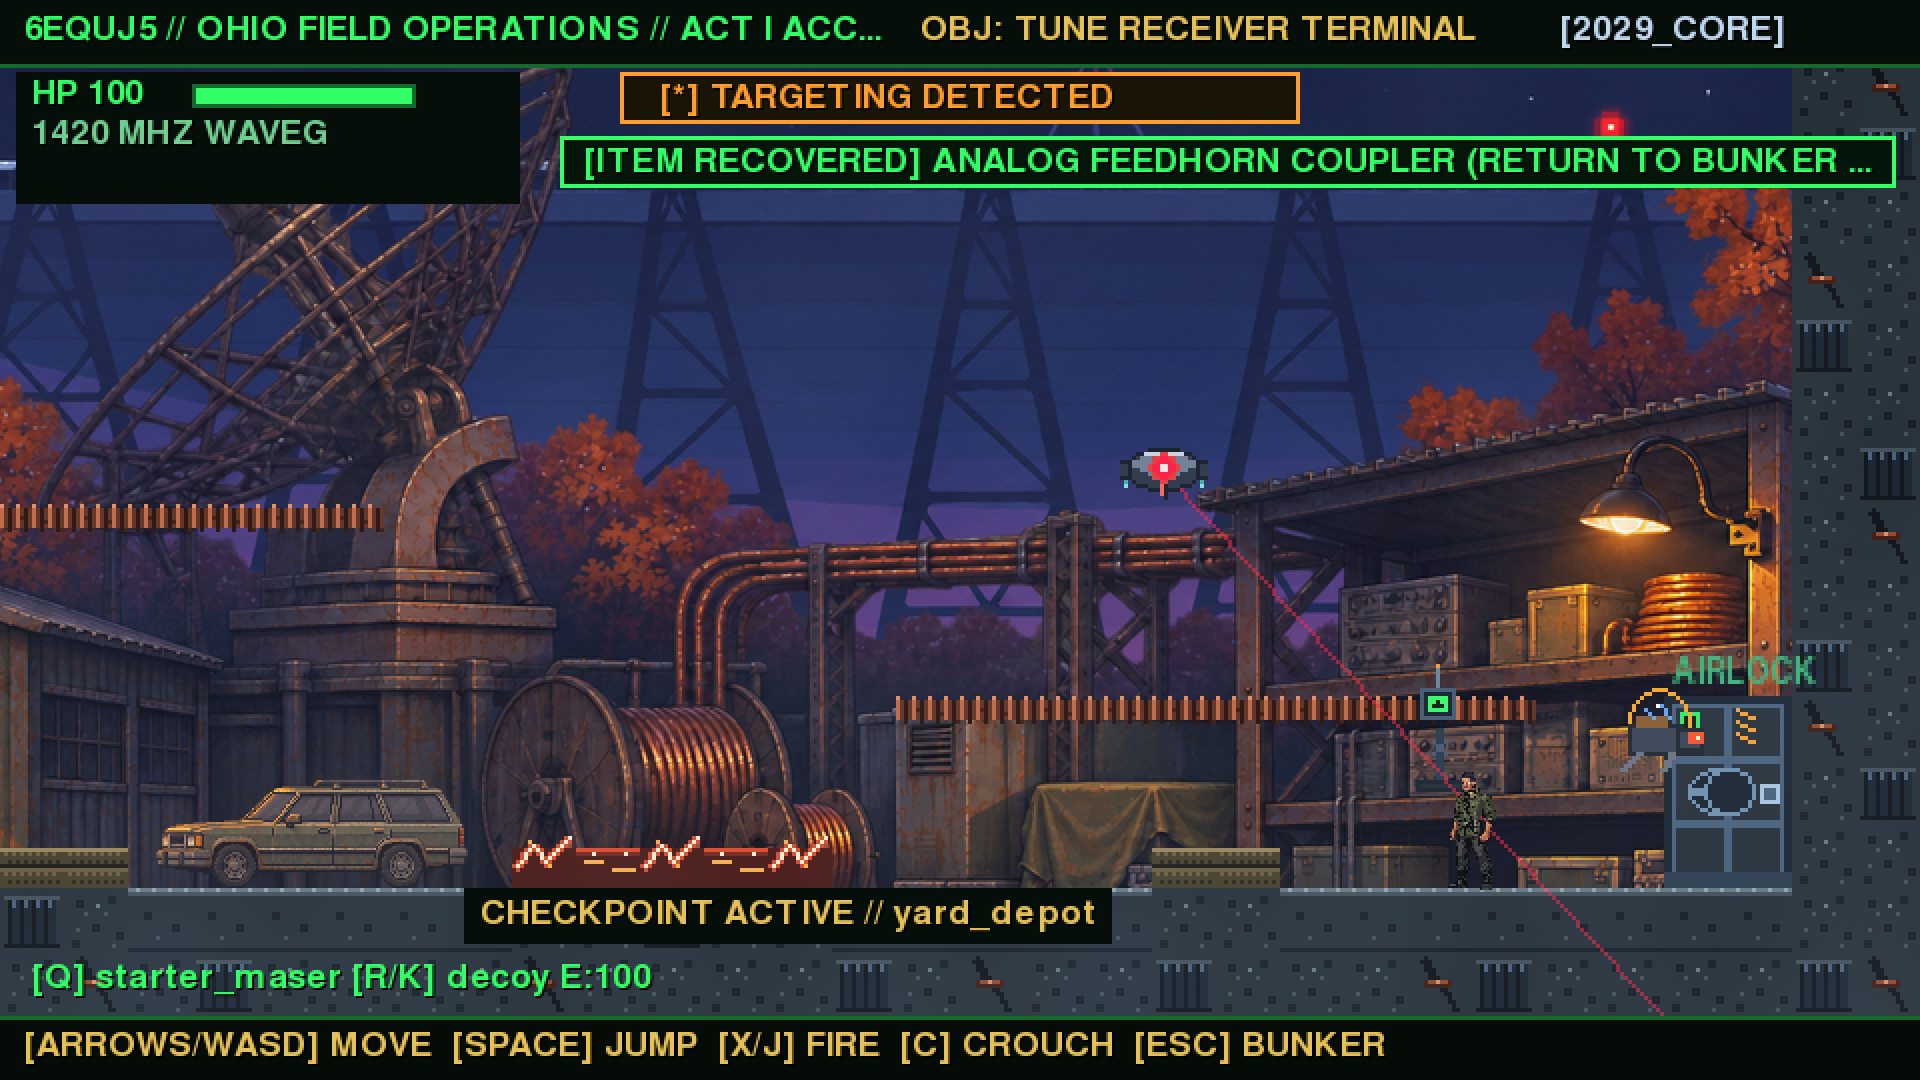 6EQUJ5 // OHIO FIELD OPERATIONS // ACT I ACC... OBJ: TUNE RECEIVER TERMINAL [2029_CORE]
HP 100
[*] TARGETING DETECTED
1420 MHZ WAVEG
[ITEM RECOVERED] ANALOG FEEDHORN COUPLER (RETURN TO BUNKER ...
AIRLOCK
CHECKPOINT ACTIVE // yard_depot
[Q] starter_maser [R/K] decoy E:100
[ARROWS/WASD] MOVE [SPACE] JUMP [X/J] FIRE [C] CROUCH [ESC] BUNKER